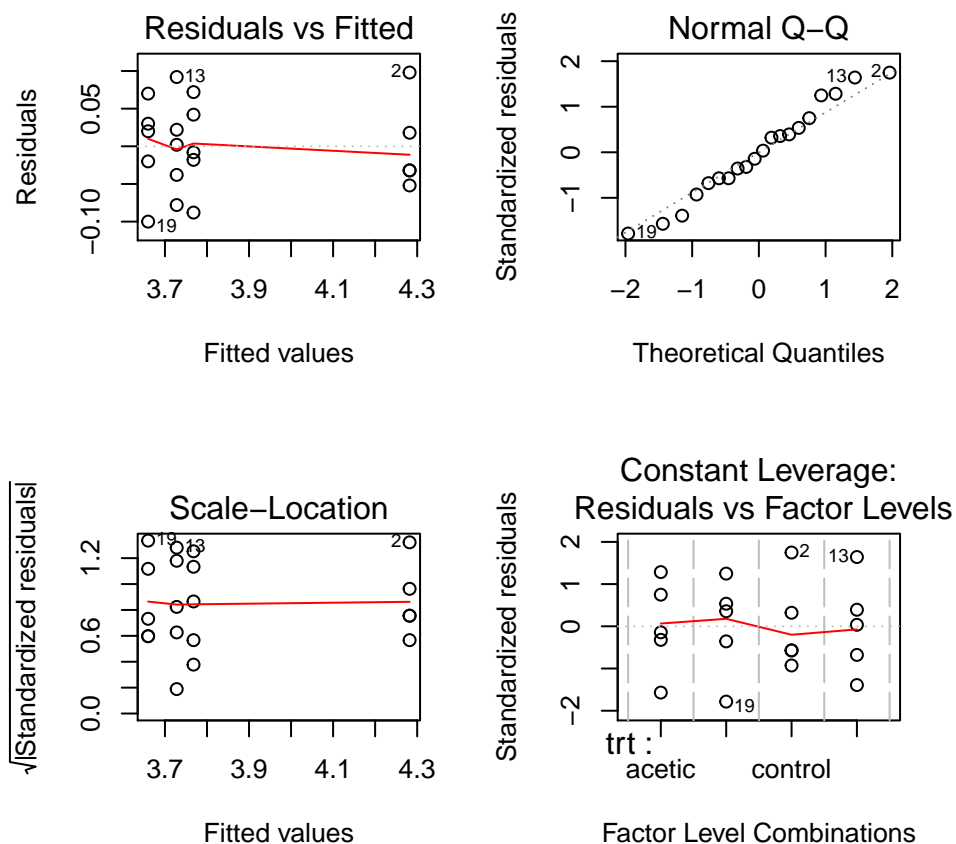 Residuals vs Fitted
Residuals
0.05
−0.10
13
2
19
3.7 3.9 4.1 4.3
Fitted values
Normal Q−Q
Standardized residuals
2
1
0
−1
13
2
19
−2 −1 0 1 2
Theoretical Quantiles
Scale−Location
√|Standardized residuals|
1.2
0.6
0.0
19
13
2
3.7 3.9 4.1 4.3
Fitted values
Constant Leverage:
Residuals vs Factor Levels
Standardized residuals
2
1
0
−2
2
13
19
trt :
acetic control
Factor Level Combinations